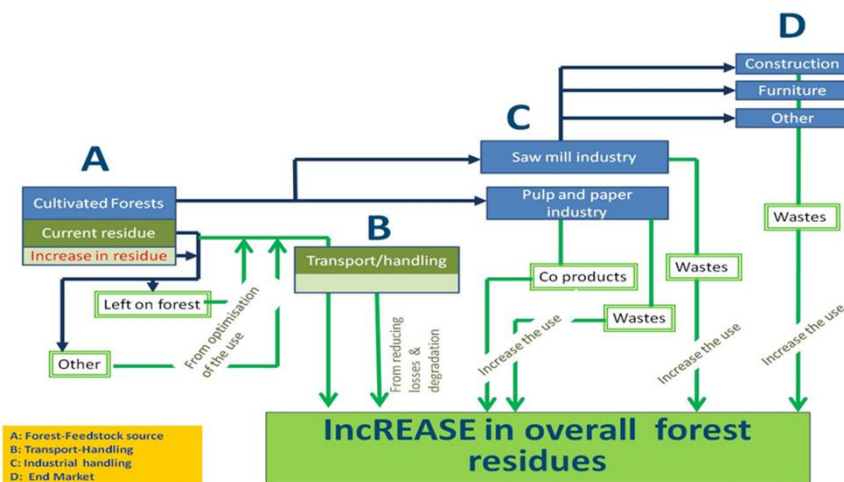 D
Construction
Furniture
Other
C
A
Saw mill industry
Cultivated Forests
Pulp and paper
industry
B
Current residue
Increase in residue
Transport/handling
Wastes
Co products
Wastes
Left on forest
From optimisation
of the use
Wastes
Other
From reducing
losses &
degradation
Increase the use
Increase the use
Increase the use
IncREASE in overall forest
residues
A: Forest-Feedstock source
B: Transport-Handling
C: Industrial handling
D: End Market